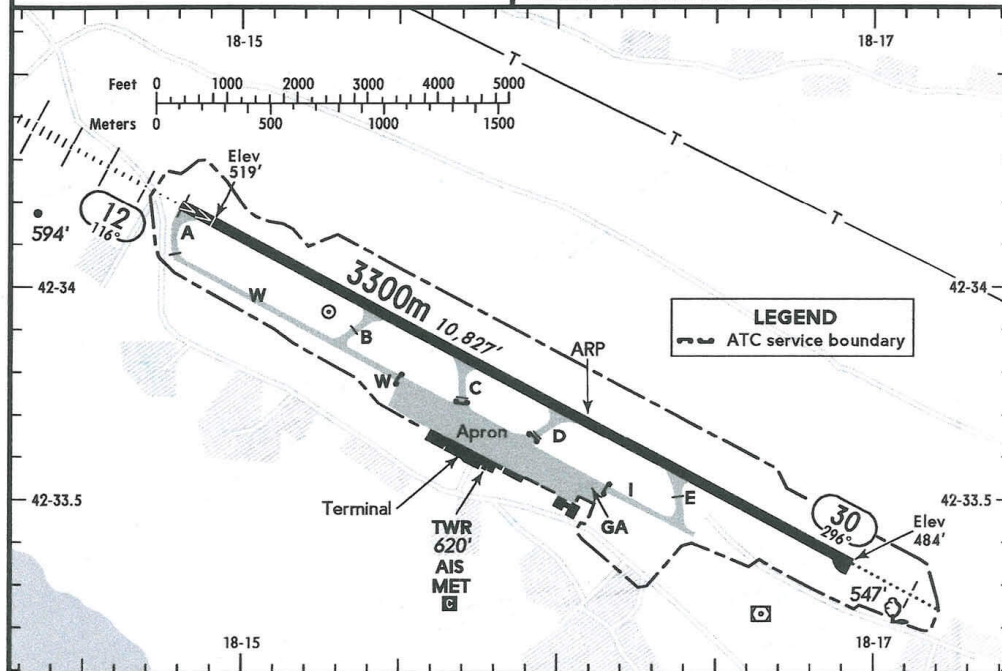 18-15
18-17
Feet 0 1000 2000 3000 4000 5000
Meters 0 500 1000 1500
T
T
T
Elev
519'
12
116°
594'
A
42-34
42-34
W
3300m 10,827'
LEGEND
ATC service boundary
B
ARP
W
C
Apron
D
42-33.5
42-33.5
I
E
Terminal
GA
30
296°
Elev
484'
TWR
620'
AIS
MET
C
547'
18-15
18-17